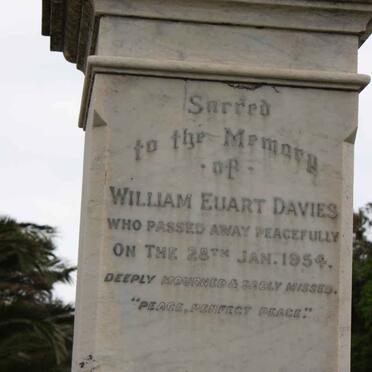 Sacred
to the Memory
· of ·
WILLIAM EUART DAVIES
WHO PASSED AWAY PEACEFULLY
ON THE 28TH JAN. 1954.
DEEPLY MOURNED & SADLY MISSED.
"PEACE, PERFECT PEACE."